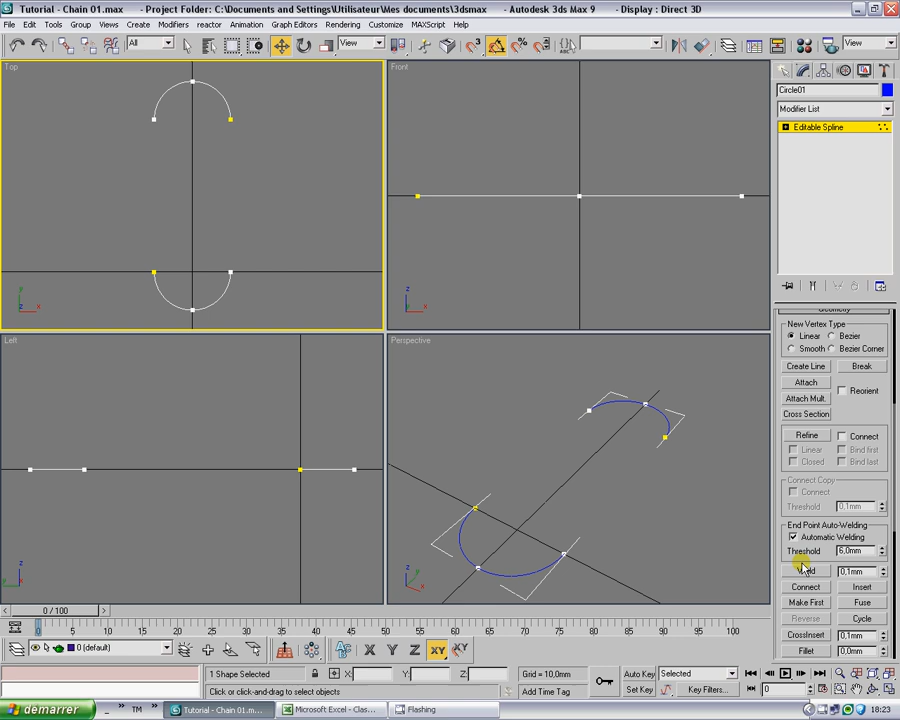 Tutorial - Chain 01.max - Project Folder: C:\Documents and Settings\Utilisateur\Mes documents\3dsmax - Autodesk 3ds Max 9 - Display : Direct 3D
File Edit Tools Group Views Create Modifiers reactor Animation Graph Editors Rendering Customize MAXScript Help
All View View
Top Front
Circle01
Modifier List
Editable Spline
Geometry
New Vertex Type
Linear Bezier
Smooth Bezier Corner
Create Line Break
Attach
Reorient
Attach Mult.
Cross Section
Refine Connect
Linear Bind first
Closed Bind last
Connect Copy
Connect
Threshold 0,1mm
End Point Auto-Welding
Automatic Welding
Threshold 6,0mm
0,1mm
Connect Insert
Make First Fuse
Reverse Cycle
CrossInsert 0,1mm
Fillet 0,0mm
Left Perspective
z y x
z x
z y
z y x
0 / 100
0 5 10 15 20 25 30 35 40 45 50 55 60 65 70 75 80 85 90 95 100
0 (default) X Y Z XY XY
1 Shape Selected X: Y: Z: Grid = 10,0mm Auto Key Selected
Click or click-and-drag to select objects Add Time Tag Set Key Key Filters... 0
démarrer TM Tutorial - Chain 01.m... Microsoft Excel - Clas... Flashing 18:23